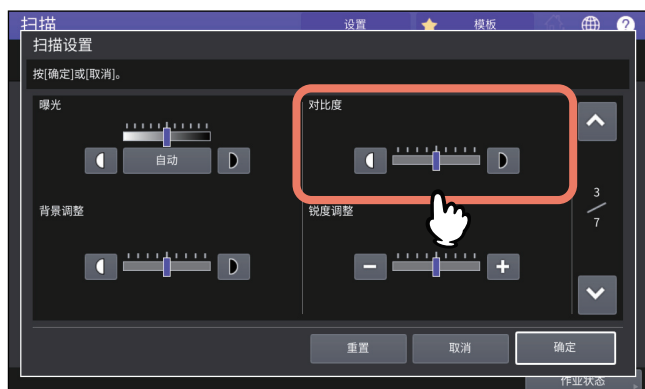 扫描
设置
模板
?
扫描设置
按[确定]或[取消]。
曝光
对比度
自动
背景调整
锐度调整
3
7
重置
取消
确定
作业状态